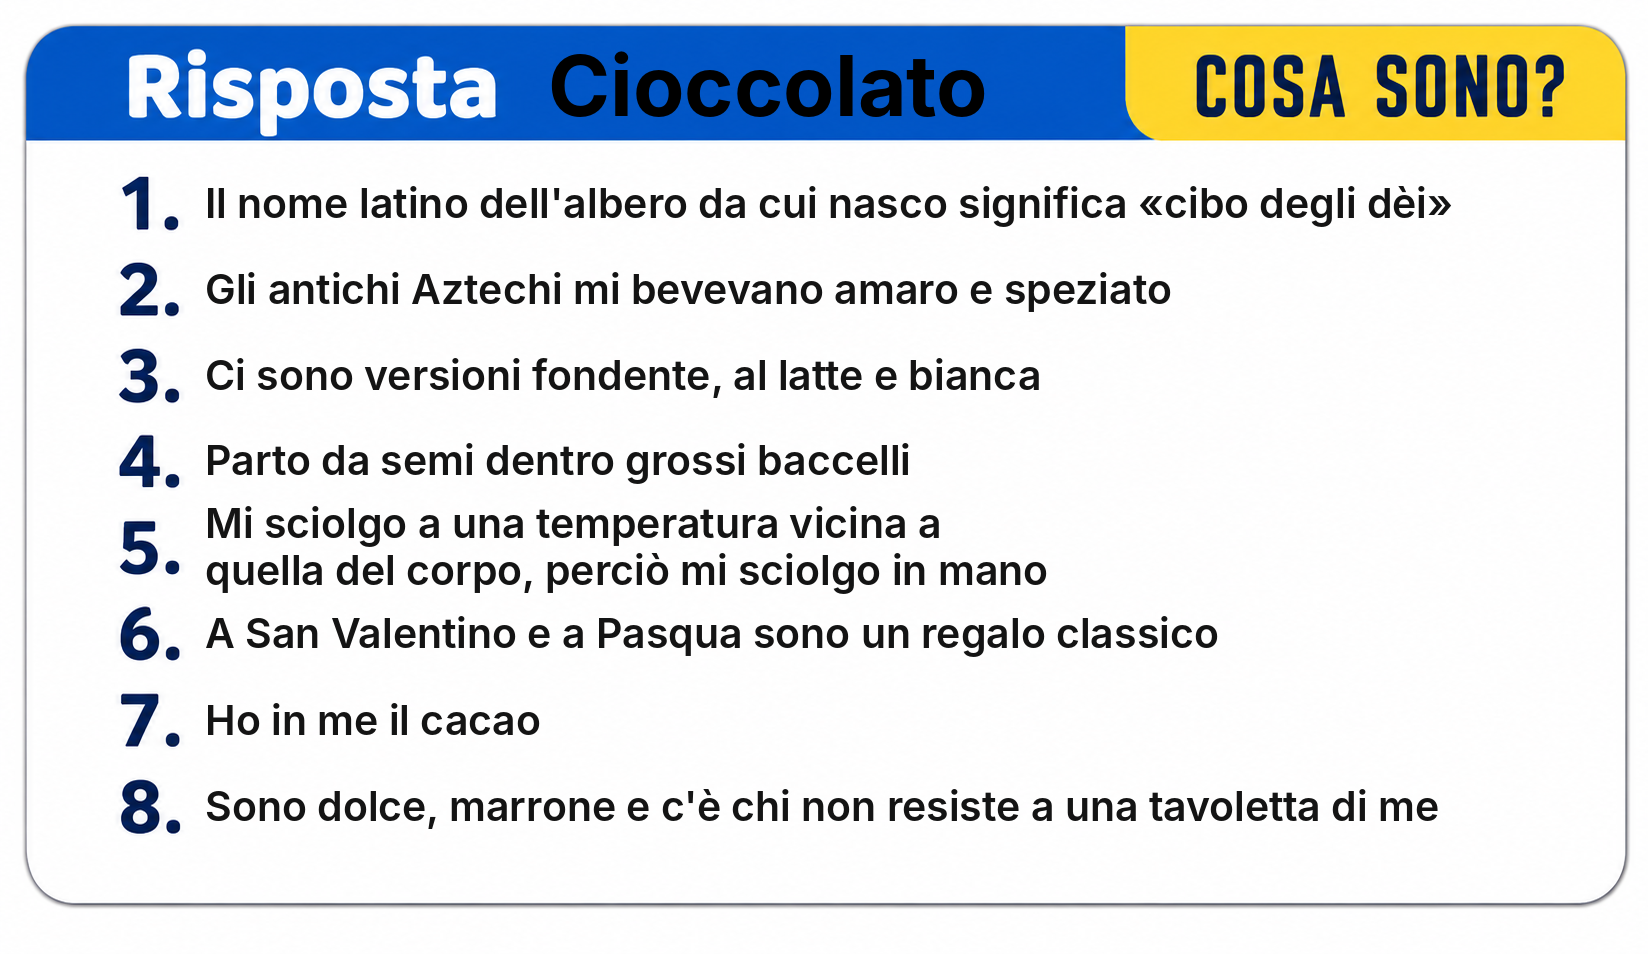 Risposta Cioccolato COSA SONO?
1. Il nome latino dell'albero da cui nasco significa «cibo degli dèi»
2. Gli antichi Aztechi mi bevevano amaro e speziato
3. Ci sono versioni fondente, al latte e bianca
4. Parto da semi dentro grossi baccelli
5. Mi sciolgo a una temperatura vicina a
quella del corpo, perciò mi sciolgo in mano
6. A San Valentino e a Pasqua sono un regalo classico
7. Ho in me il cacao
8. Sono dolce, marrone e c'è chi non resiste a una tavoletta di me